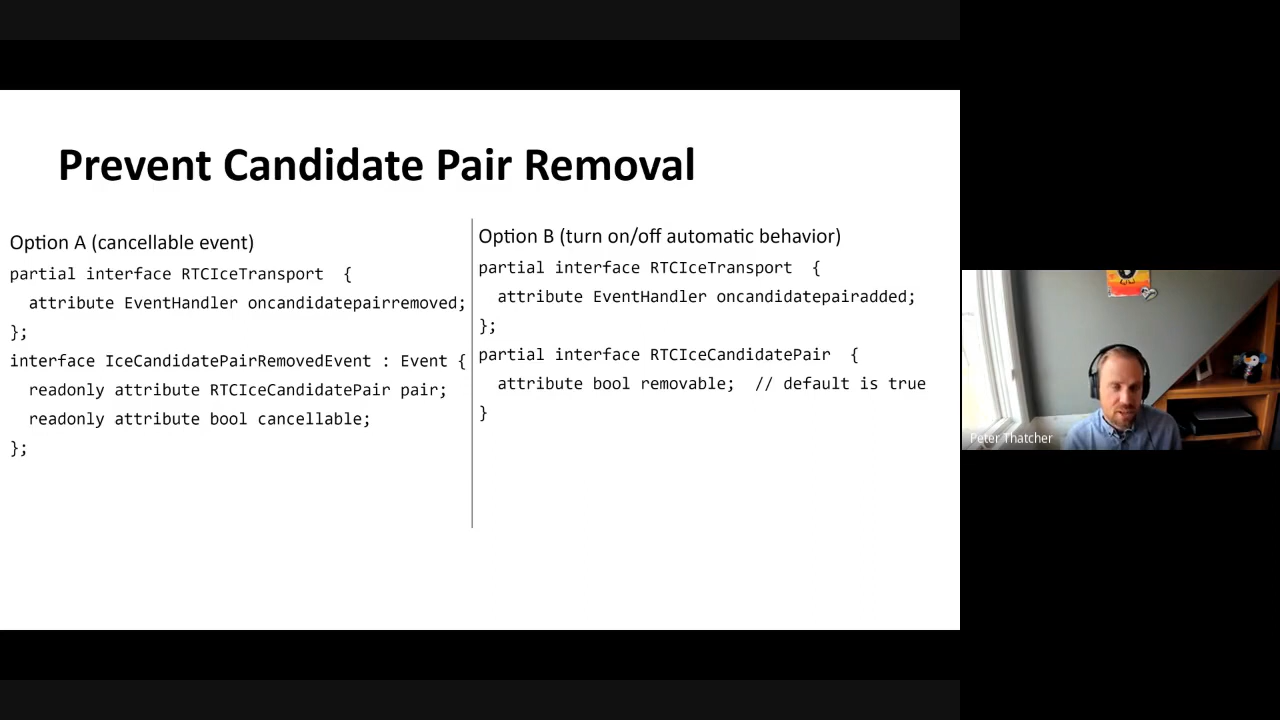 Prevent Candidate Pair Removal
Option A (cancellable event)
partial interface RTCIceTransport  {
  attribute EventHandler oncandidatepairremoved;
};
interface IceCandidatePairRemovedEvent : Event {
  readonly attribute RTCIceCandidatePair pair;
  readonly attribute bool cancellable;
};
Option B (turn on/off automatic behavior)
partial interface RTCIceTransport  {
  attribute EventHandler oncandidatepairadded;
};
partial interface RTCIceCandidatePair  {
  attribute bool removable;  // default is true
}
Peter Thatcher